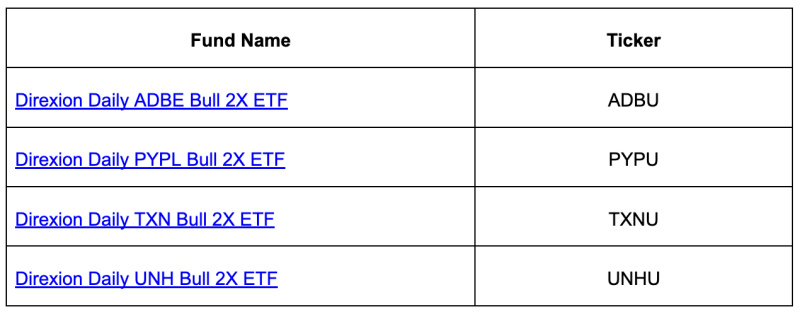 Fund Name Ticker
Direxion Daily ADBE Bull 2X ETF ADBU
Direxion Daily PYPL Bull 2X ETF PYPU
Direxion Daily TXN Bull 2X ETF TXNU
Direxion Daily UNH Bull 2X ETF UNHU